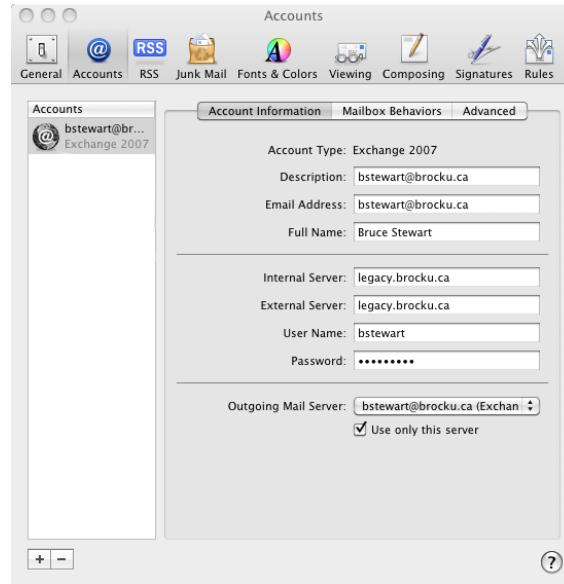 Accounts
RSS
General Accounts RSS Junk Mail Fonts & Colors Viewing Composing Signatures Rules
Accounts
bstewart@br...
Exchange 2007
Account Information Mailbox Behaviors Advanced
Account Type: Exchange 2007
Description: bstewart@brocku.ca
Email Address: bstewart@brocku.ca
Full Name: Bruce Stewart
Internal Server: legacy.brocku.ca
External Server: legacy.brocku.ca
User Name: bstewart
Password: •••••••••
Outgoing Mail Server: bstewart@brocku.ca (Exchan
Use only this server
+ −
?